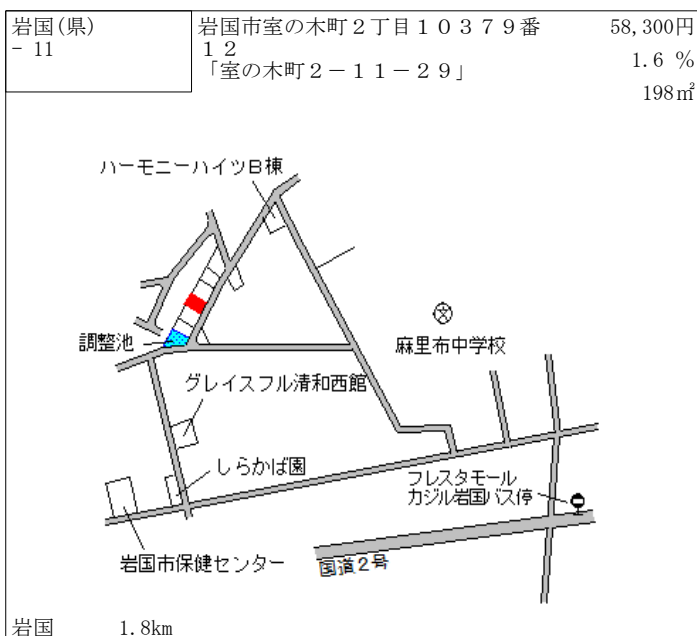 岩国(県)
- 11
岩国市室の木町２丁目１０３７９番
１２
「室の木町２－１１－２９」
58,300円
1.6 %
198㎡
ハーモニーハイツＢ棟
調整池
文
麻里布中学校
グレイスフル清和西館
しらかば園
フレスタモール
カジル岩国バス停
岩国市保健センター
国道２号
岩国 1.8km